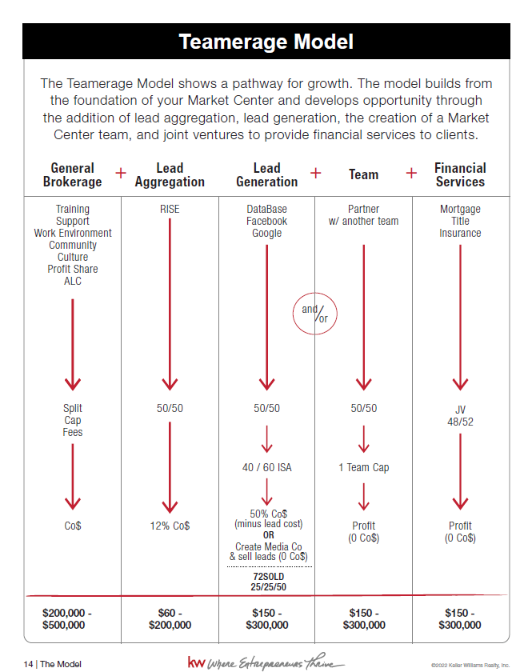 Teamerage Model
The Teamerage Model shows a pathway for growth. The model builds from
the foundation of your Market Center and develops opportunity through
the addition of lead aggregation, lead generation, the creation of a Market
Center team, and joint ventures to provide financial services to clients.
General
Brokerage
+
Lead
Aggregation
Lead
Generation
+
Team
+
Financial
Services
Training
Support
Work Environment
Community
Culture
Profit Share
ALC
RISE
DataBase
Facebook
Google
Partner
w/ another team
Mortgage
Title
Insurance
and/
or
Split
Cap
Fees
50/50
50/50
50/50
JV
48/52
40 / 60 ISA
1 Team Cap
Co$
12% Co$
50% Co$
(minus lead cost)
OR
Create Media Co
& sell leads (0 Co$)
72SOLD
25/25/50
Profit
(0 Co$)
Profit
(0 Co$)
$200,000 -
$500,000
$60 -
$200,000
$150 -
$300,000
$150 -
$300,000
$150 -
$300,000
14 | The Model
kw Where Entrepreneurs Thrive
Keller Williams Realty, Inc.